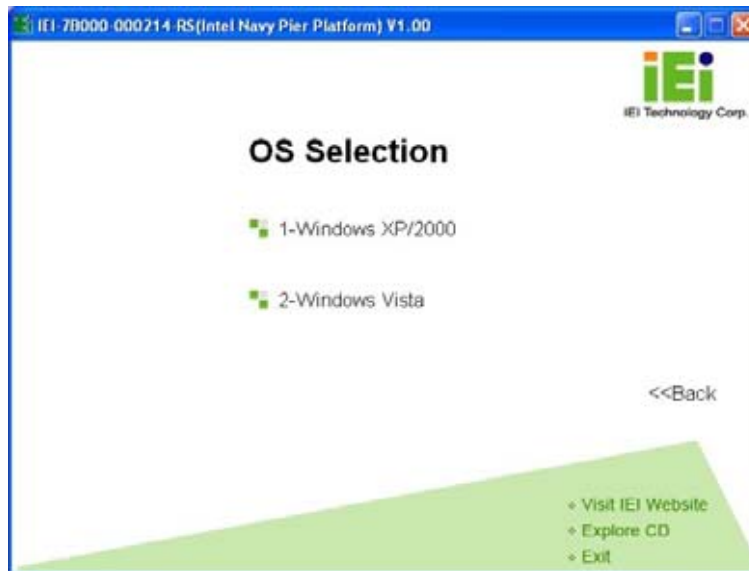 IEI-7B000-000214-RS(Intel Navy Pier Platform) V1.00
iEi
IEI Technology Corp.
OS Selection
1-Windows XP/2000
2-Windows Vista
<<Back
Visit IEI Website
Explore CD
Exit